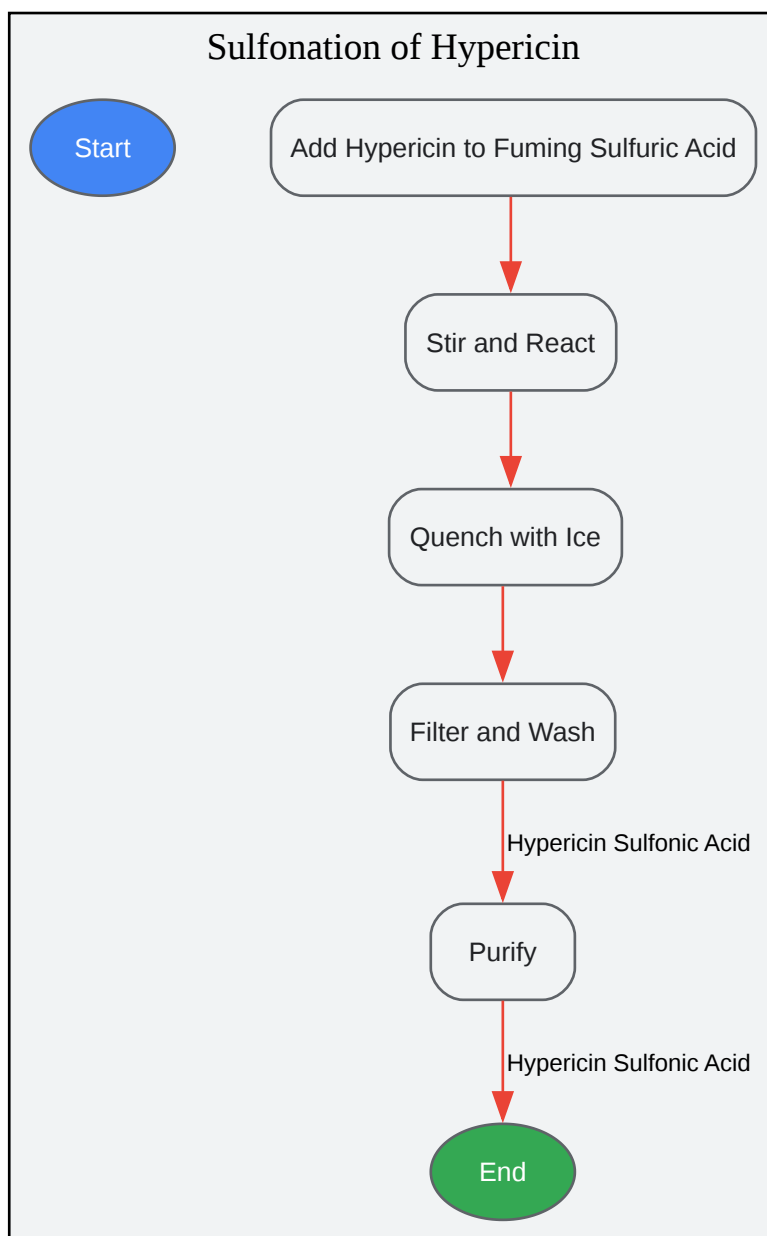 Sulfonation of Hypericin
Start
Add Hypericin to Fuming Sulfuric Acid
Stir and React
Quench with Ice
Filter and Wash
Hypericin Sulfonic Acid
Purify
Hypericin Sulfonic Acid
End